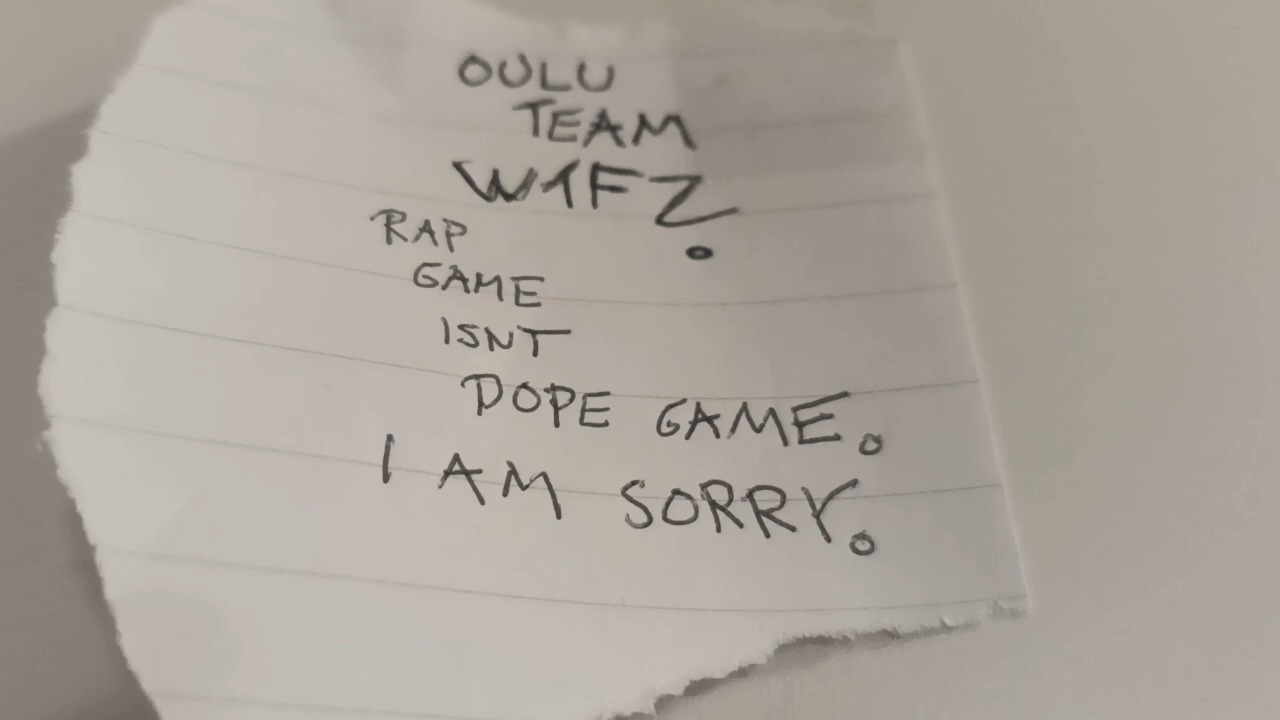 OULU
TEAM
W1FZ.
RAP
GAME
ISNT
DOPE GAME.
I AM SORRY.